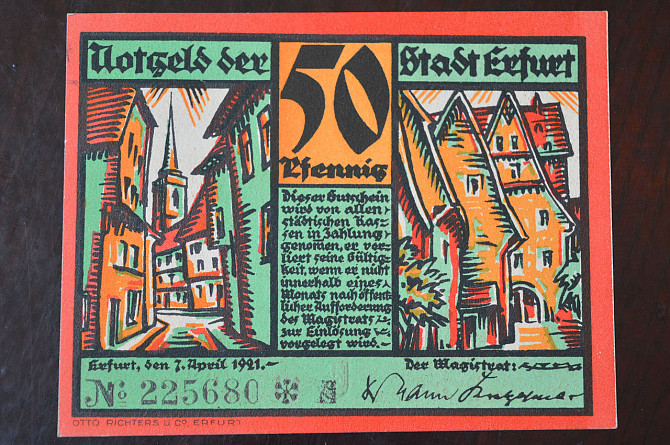 Notgeld der
50
Stadt Erfurt
Pfennig
Dieser Gutschein
wird von allen
städtischen Kas-
sen in Zahlung
genomen, er ver-
liert seine Gültig-
keit, wenn er nicht
innerhalb eines
Monats nach öffent-
licher Aufforderung
des Magistrats
zur Einlösung
vorgelegt wird.
Erfurt, den 7. April 1921.
Der Magistrat:
No: 225680 A
OTTO RICHTERS U CO, ERFURT